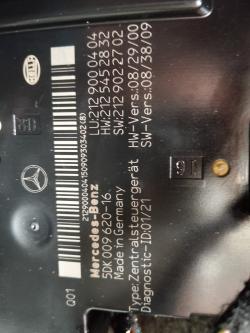 HELLA
LU:212 900 04 04
HW:212 545 28 32
SW:212 902 27 02
HW-Vers:08/29/00
SW-Vers:08/38/09
2129000404150909303402(8)
Mercedes-Benz
5DK 009 620-16
Made in Germany
Type:Zentralsteuergerät
Diagnostic-ID:01/21
Q01